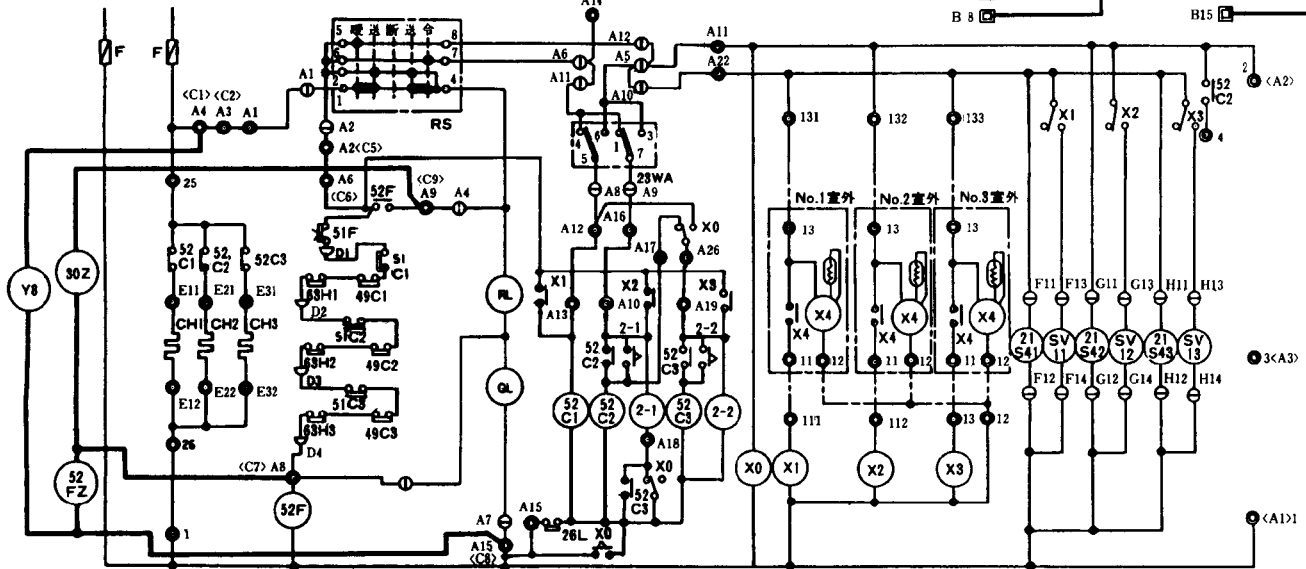 A14
B 8
B15
F
F
5 暖 送 断 送 冷 8
6 7
2 4
1
RS
A12
A11
A6
A5
A22
A11
A10
A1
<C1> <C2>
A4 A3 A1
A2
A2<C5>
A6
<C6>
52F
<C9>
A9 A4
4 6 1 3
5 7
23WA
A8 A9
A12 A16
X0
A17 A26
25
51F
D1
51
C1
63H1 49C1
D2
51C2
63H2 49C2
D3
51C3
63H3 49C3
D4
52
C1
52
C2
52C3
E11 E21 E31
CH1 CH2 CH3
E12 E22 E32
26
Y8
30Z
52
FZ
<C7> A8
52F
1
RL
GL
A7
A15
<C8>
A15
26L
X0
X1
A13
A10
X2
X3
A19
52
C2
2-1
52
C3
2-2
52
C1
52
C2
2-1
52
C3
2-2
A18
X0
52
C3
131 132 133
No.1室外 No.2室外 No.3室外
13 13 13
X4 X4 X4
X4 X4 X4
11 12 11 12 11 12
111 112 13 12
X0 X1 X2 X3
X1 X2 X3
52
C2
4
2 <A2>
3<A3>
<A1>1
F11 F13 G11 G13 H11 H13
21
S41
SV
11
21
S42
SV
12
21
S43
SV
13
F12 F14 G12 G14 H12 H14